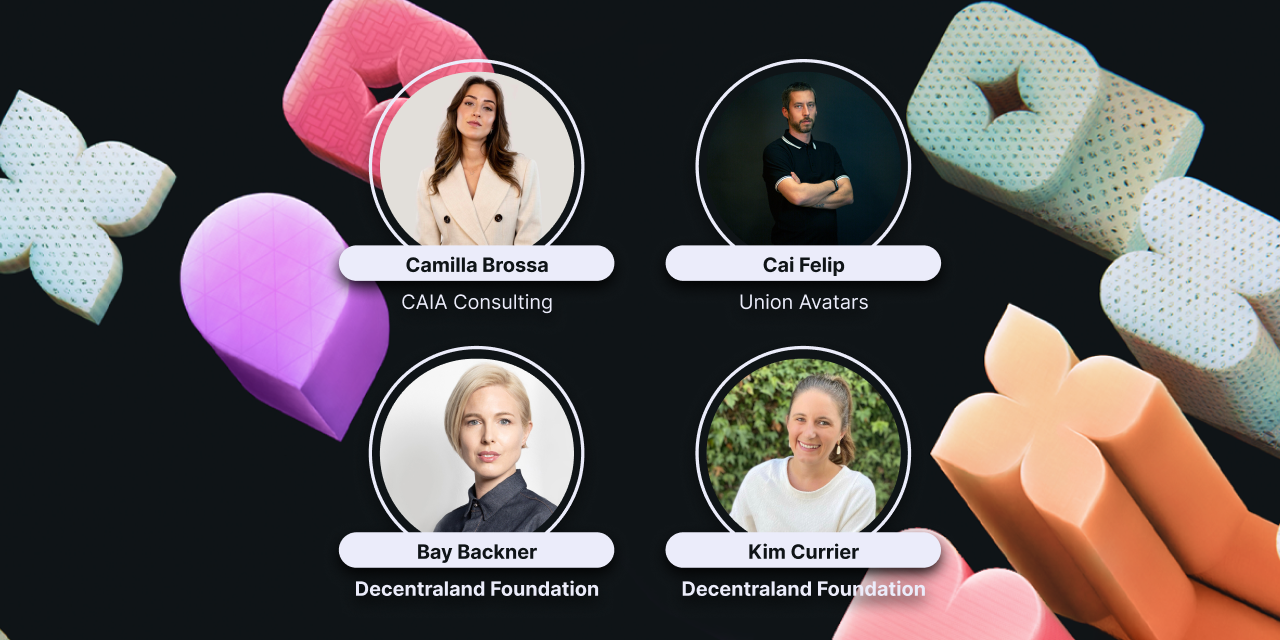 Camilla Brossa
CAIA Consulting
Cai Felip
Union Avatars
Bay Backner
Decentraland Foundation
Kim Currier
Decentraland Foundation